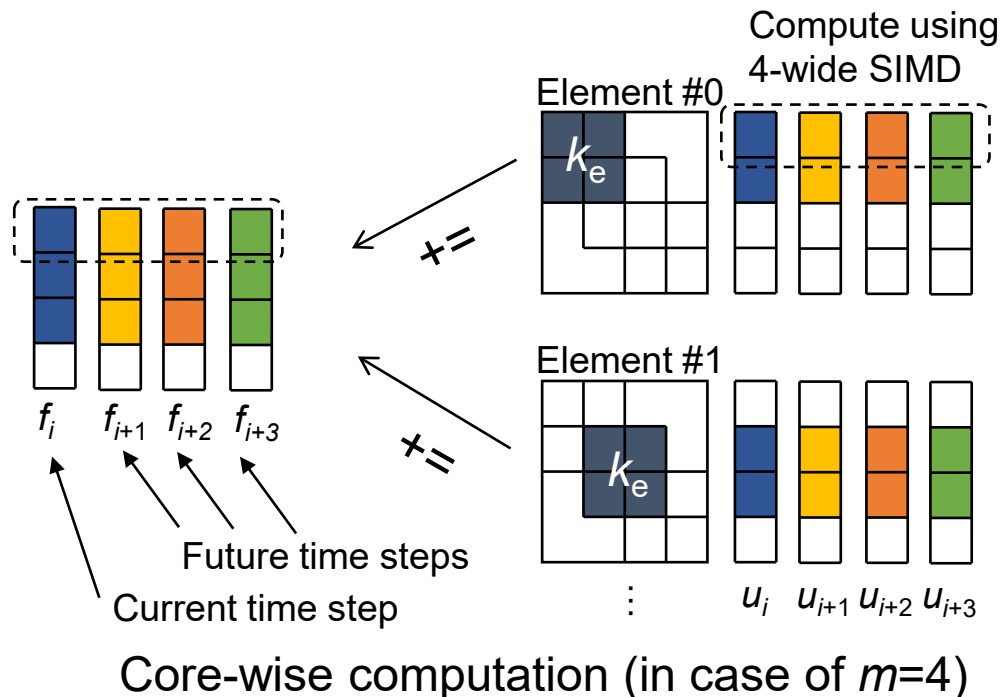 Compute using
4-wide SIMD
Element #0
kₑ
+=
Element #1
kₑ
+=
fᵢ fᵢ₊₁ fᵢ₊₂ fᵢ₊₃
Future time steps
Current time step
⋮
uᵢ uᵢ₊₁ uᵢ₊₂ uᵢ₊₃
Core-wise computation (in case of m=4)